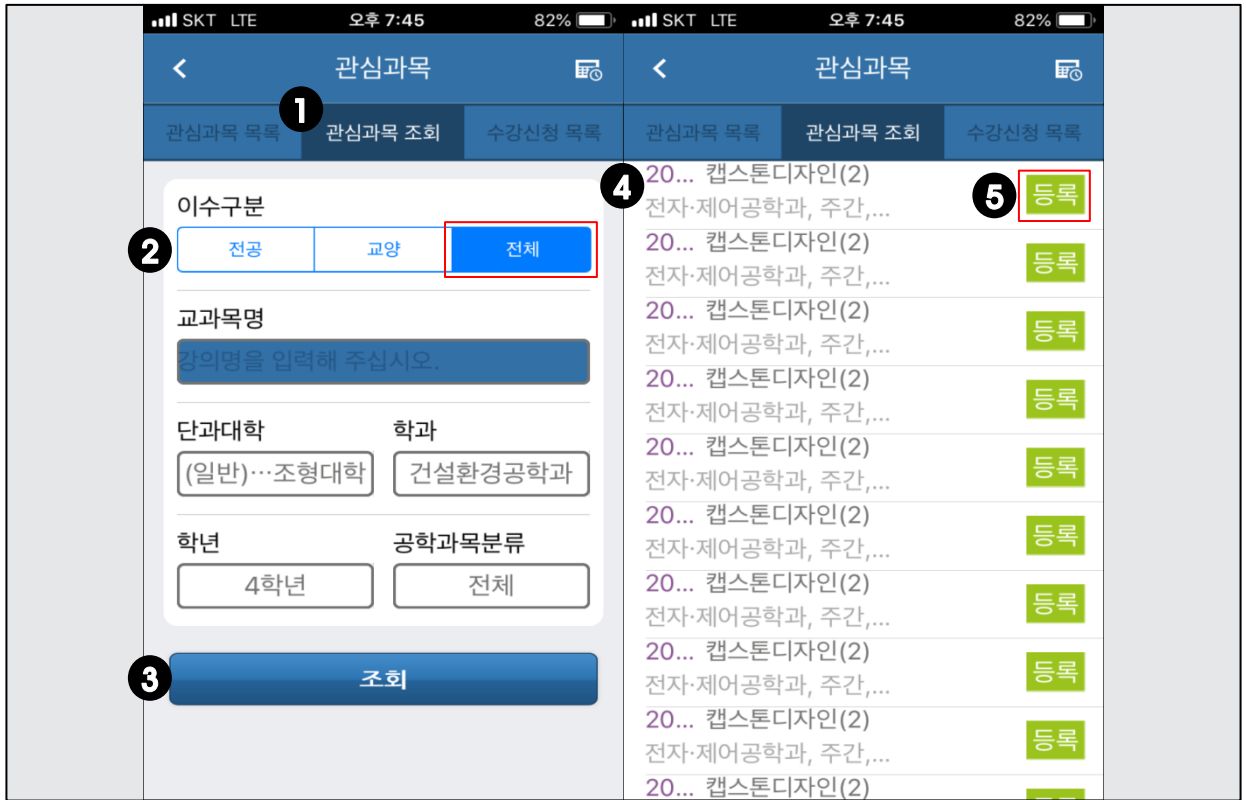 SKT LTE 오후 7:45 82%
관심과목
1
관심과목 목록 관심과목 조회 수강신청 목록
이수구분
2 전공 교양 전체
교과목명
강의명을 입력해 주십시오.
단과대학 학과
(일반)…조형대학 건설환경공학과
학년 공학과목분류
4학년 전체
3 조회
SKT LTE 오후 7:45 82%
관심과목
관심과목 목록 관심과목 조회 수강신청 목록
4 20... 캡스톤디자인(2)
전자·제어공학과, 주간,... 5 등록
20... 캡스톤디자인(2)
전자·제어공학과, 주간,... 등록
20... 캡스톤디자인(2)
전자·제어공학과, 주간,... 등록
20... 캡스톤디자인(2)
전자·제어공학과, 주간,... 등록
20... 캡스톤디자인(2)
전자·제어공학과, 주간,... 등록
20... 캡스톤디자인(2)
전자·제어공학과, 주간,... 등록
20... 캡스톤디자인(2)
전자·제어공학과, 주간,... 등록
20... 캡스톤디자인(2)
전자·제어공학과, 주간,... 등록
20... 캡스톤디자인(2)
전자·제어공학과, 주간,... 등록
20... 캡스톤디자인(2)